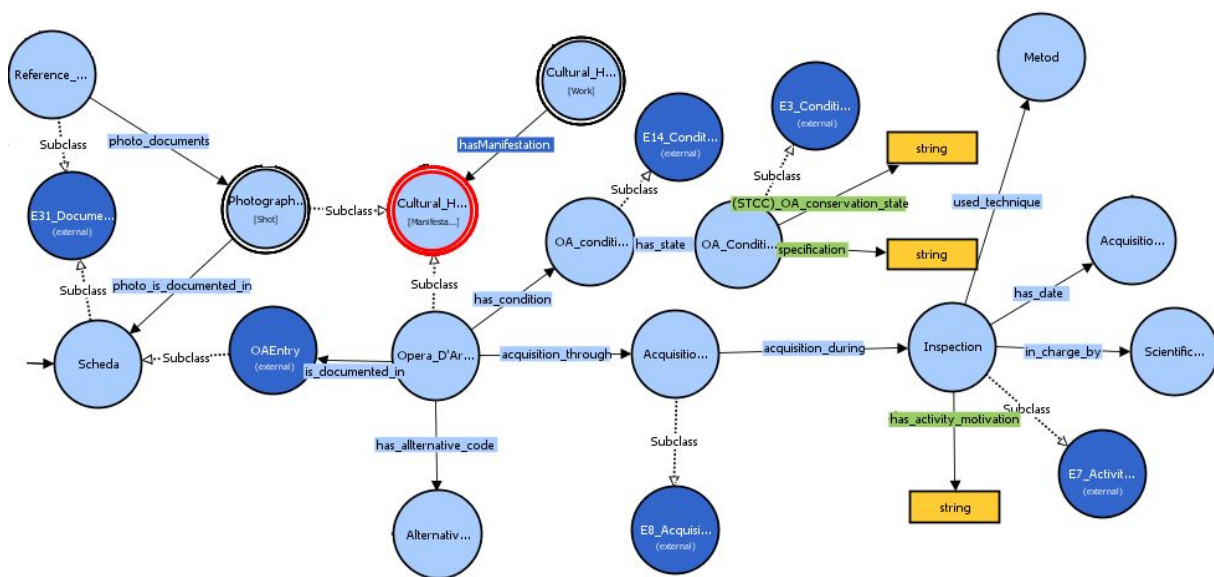 Reference_...
Cultural_H...
[Work]
Metod
E3_Conditi...
(external)
E14_Condit...
(external)
photo_documents
hasManifestation
string
Subclass
Subclass
Subclass
E31_Docume...
(external)
Photograph...
[Shot]
Subclass
Cultural_H...
[Manifesta...]
(STCC)_OA_conservation_state
used_technique
OA_conditi...
has_state
OA_Conditi...
specification
string
Acquisitio...
Subclass
photo_is_documented_in
Subclass
has_condition
has_date
Scheda
Subclass
OAEntry
(external)
is_documented_in
Opera_D'Ar...
acquisition_through
Acquisitio...
acquisition_during
Inspection
in_charge_by
Scientific...
Subclass
has_activity_motivation
has_allternative_code
Subclass
E7_Activit...
(external)
Alternativ...
E8_Acquisi...
(external)
string